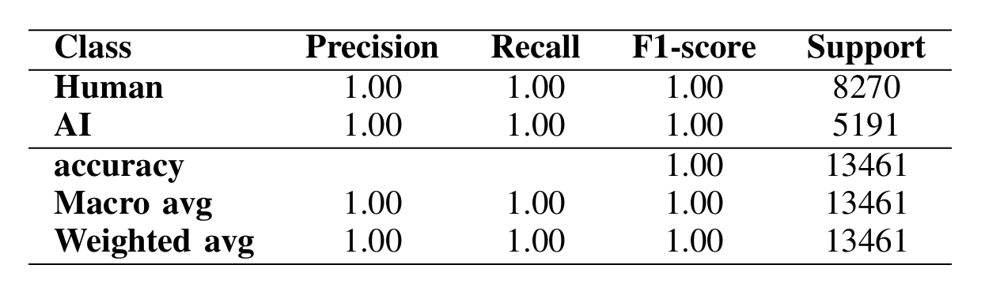 Class Precision Recall F1-score Support
Human 1.00 1.00 1.00 8270
AI 1.00 1.00 1.00 5191
accuracy 1.00 13461
Macro avg 1.00 1.00 1.00 13461
Weighted avg 1.00 1.00 1.00 13461